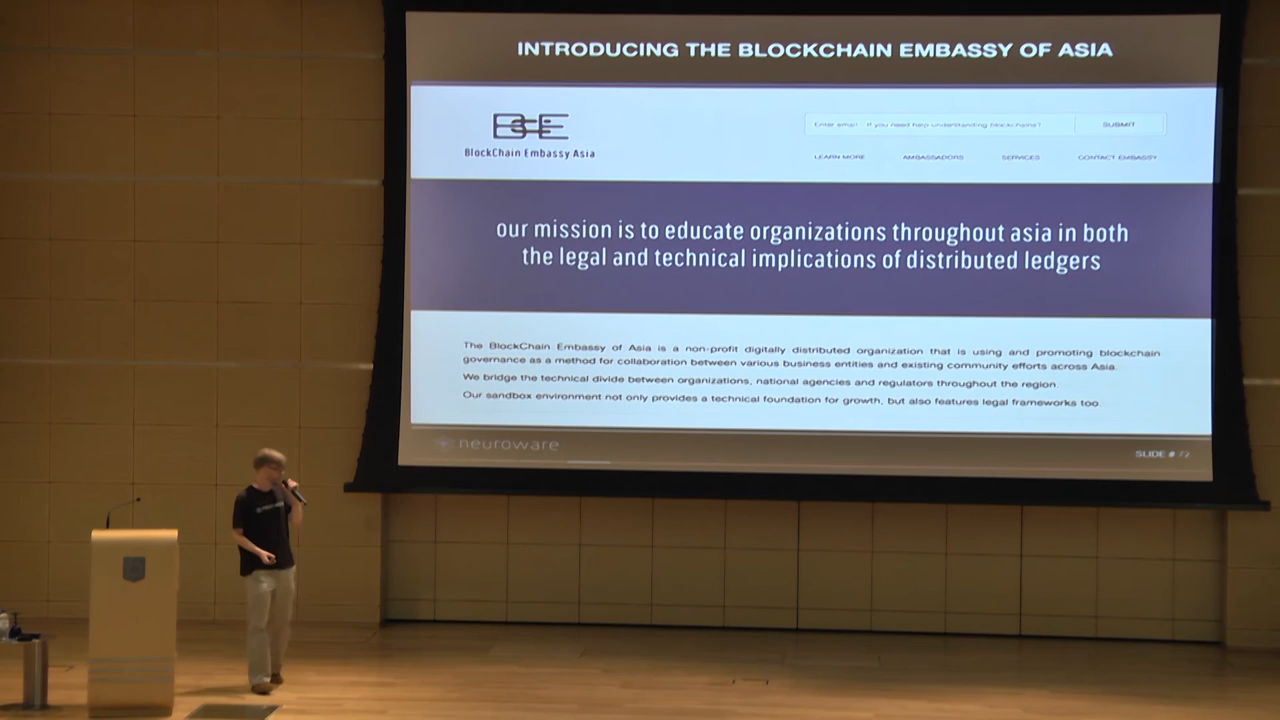 INTRODUCING THE BLOCKCHAIN EMBASSY OF ASIA
BlockChain Embassy Asia
Enter email - If you need help understanding blockchains?
SUBMIT
LEARN MORE
AMBASSADORS
SERVICES
CONTACT EMBASSY
our mission is to educate organizations throughout asia in both
the legal and technical implications of distributed ledgers
The BlockChain Embassy of Asia is a non-profit digitally distributed organization that is using and promoting blockchain
governance as a method for collaboration between various business entities and existing community efforts across Asia.
We bridge the technical divide between organizations, national agencies and regulators throughout the region.
Our sandbox environment not only provides a technical foundation for growth, but also features legal frameworks too.
neuroware
SLIDE # 72